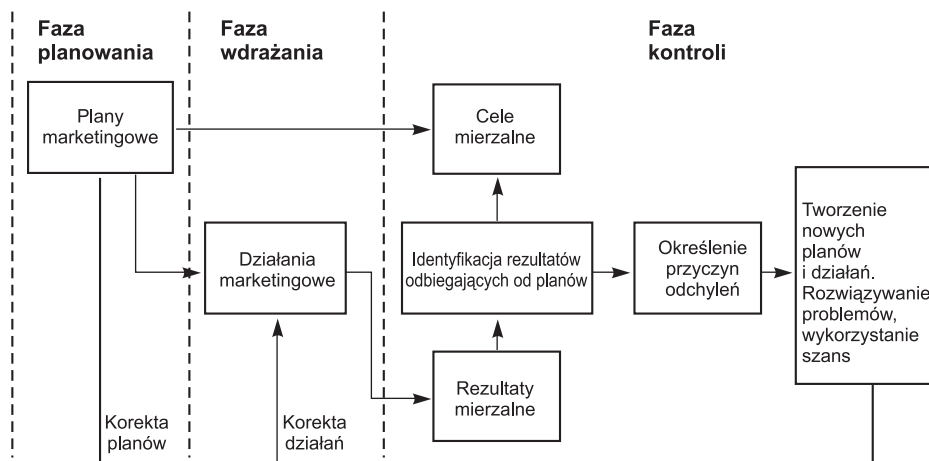 Faza
planowania
Faza
wdrażania
Faza
kontroli
Plany
marketingowe
Cele
mierzalne
Działania
marketingowe
Identyfikacja rezultatów
odbiegających od planów
Określenie
przyczyn
odchyleń
Tworzenie
nowych
planów
i działań.
Rozwiązywanie
problemów,
wykorzystanie
szans
Rezultaty
mierzalne
Korekta
planów
Korekta
działań